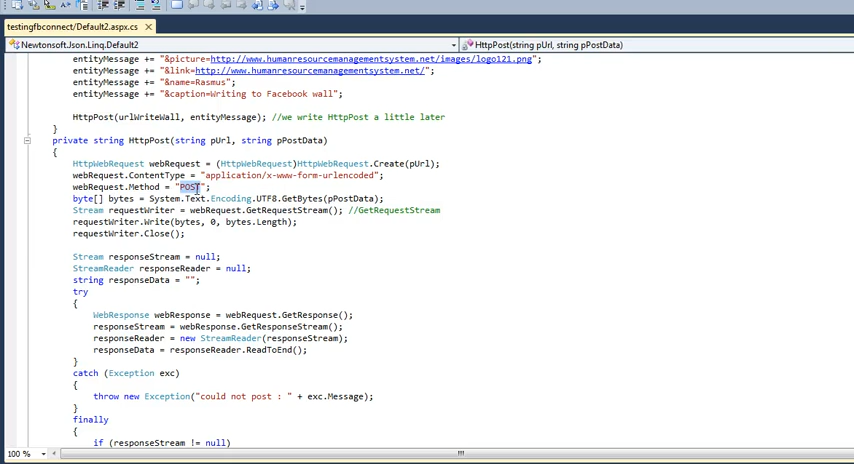 testingfbconnect/Default2.aspx.cs
Newtonsoft.Json.Linq.Default2
HttpPost(string pUrl, string pPostData)
entityMessage += "&picture=http://www.humanresourcemanagementsystem.net/images/logo121.png";
entityMessage += "&link=http://www.humanresourcemanagementsystem.net/";
entityMessage += "&name=Rasmus";
entityMessage += "&caption=Writing to Facebook wall";
HttpPost(urlWriteWall, entityMessage); //we write HttpPost a little later
}
private string HttpPost(string pUrl, string pPostData)
{
HttpWebRequest webRequest = (HttpWebRequest)HttpWebRequest.Create(pUrl);
webRequest.ContentType = "application/x-www-form-urlencoded";
webRequest.Method = "POST";
byte[] bytes = System.Text.Encoding.UTF8.GetBytes(pPostData);
Stream requestWriter = webRequest.GetRequestStream(); //GetRequestStream
requestWriter.Write(bytes, 0, bytes.Length);
requestWriter.Close();
Stream responseStream = null;
StreamReader responseReader = null;
string responseData = "";
try
{
WebResponse webResponse = webRequest.GetResponse();
responseStream = webResponse.GetResponseStream();
responseReader = new StreamReader(responseStream);
responseData = responseReader.ReadToEnd();
}
catch (Exception exc)
{
throw new Exception("could not post : " + exc.Message);
}
finally
{
if (responseStream != null)
100 %